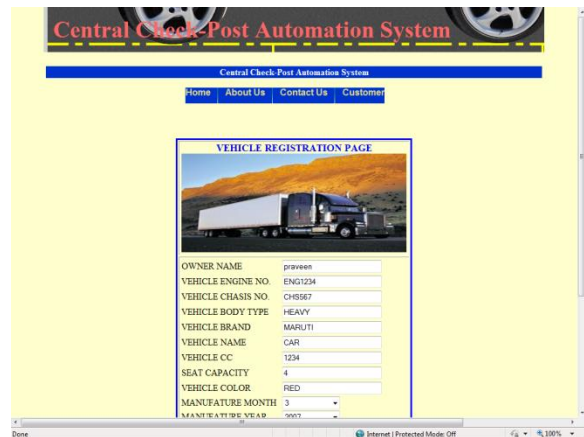 Central Check-Post Automation System
Central Check-Post Automation System
Home About Us Contact Us Customer
VEHICLE REGISTRATION PAGE
OWNER NAME praveen
VEHICLE ENGINE NO. ENG1234
VEHICLE CHASIS NO. CHS567
VEHICLE BODY TYPE HEAVY
VEHICLE BRAND MARUTI
VEHICLE NAME CAR
VEHICLE CC 1234
SEAT CAPACITY 4
VEHICLE COLOR RED
MANUFATURE MONTH 3
MANUFATURE YEAR 2007
Done Internet | Protected Mode: Off 100%